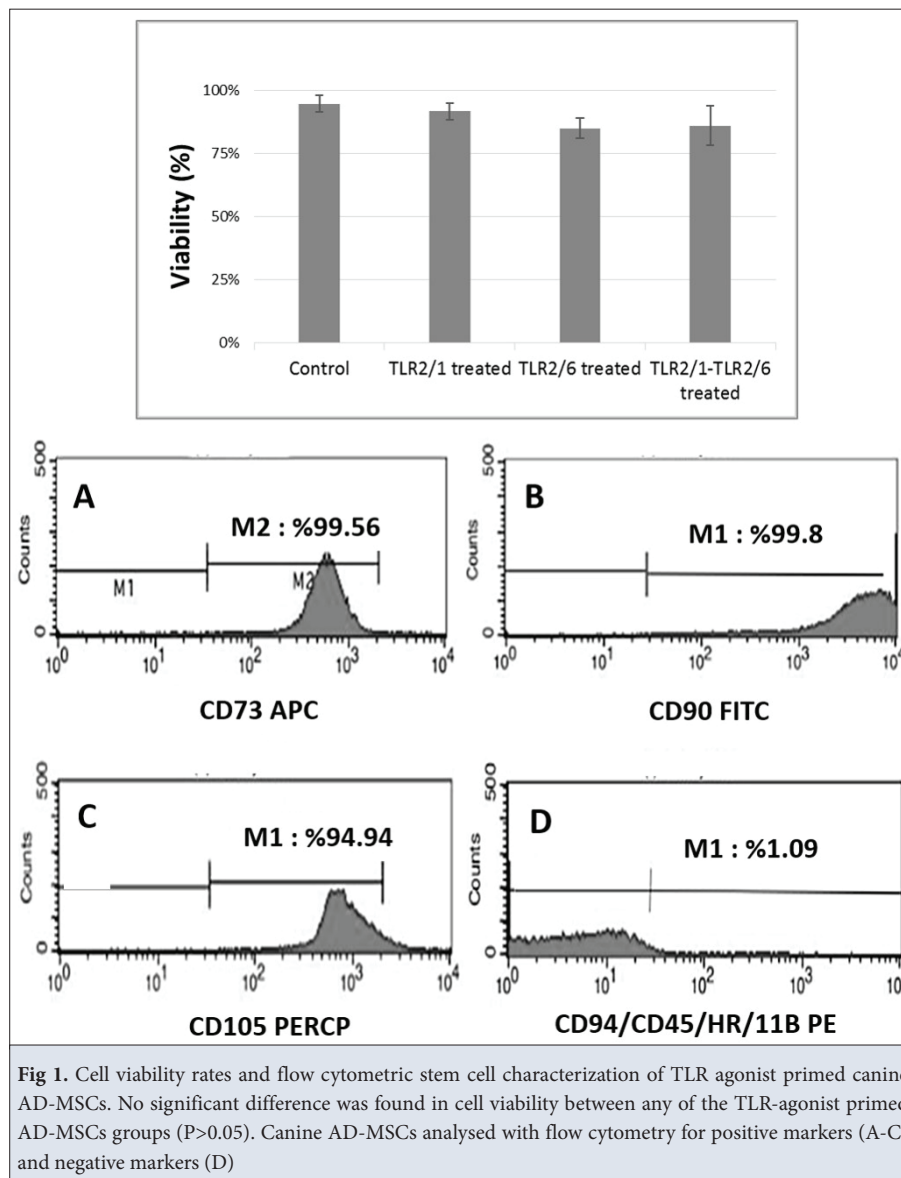 100%
75%
50%
25%
0%
Viability (%)
Control
TLR2/1 treated
TLR2/6 treated
TLR2/1-TLR2/6 treated
A
M2 : %99.56
M1
M2
500
0
Counts
10^0 10^1 10^2 10^3 10^4
CD73 APC
B
M1 : %99.8
500
0
Counts
10^0 10^1 10^2 10^3 10^4
CD90 FITC
C
M1 : %94.94
500
0
Counts
10^0 10^1 10^2 10^3 10^4
CD105 PERCP
D
M1 : %1.09
500
0
Counts
10^0 10^1 10^2 10^3 10^4
CD94/CD45/HR/11B PE
Fig 1. Cell viability rates and flow cytometric stem cell characterization of TLR agonist primed canine
AD-MSCs. No significant difference was found in cell viability between any of the TLR-agonist primed
AD-MSCs groups (P>0.05). Canine AD-MSCs analysed with flow cytometry for positive markers (A-C
and negative markers (D)